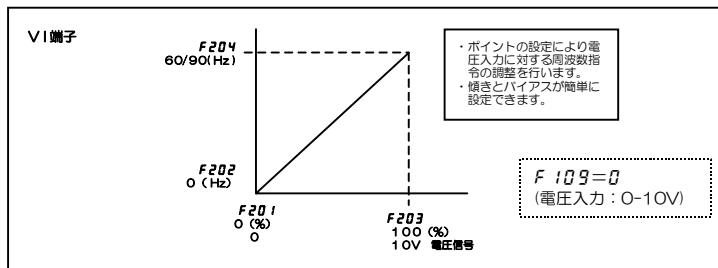 VI端子
F204
60/90(Hz)
・ポイントの設定により電
圧入力に対する周波数指
令の調整を行います。
・傾きとバイアスが簡単に
設定できます。
F202
0 (Hz)
F109=0
(電圧入力：0-10V)
F201
0 (%)
0
F203
100 (%)
10V 電圧信号